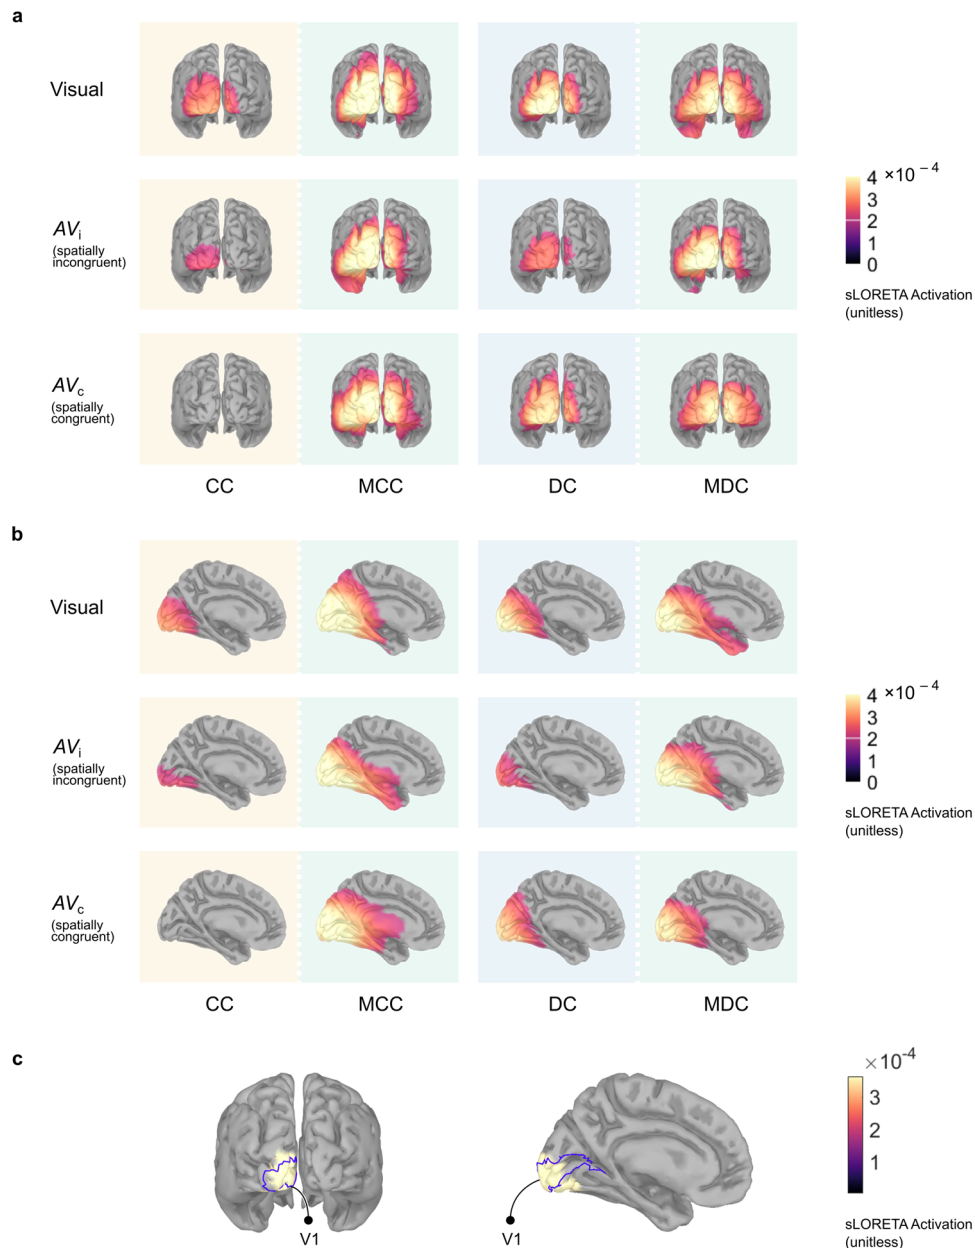 a
Visual
AVi
(spatially
incongruent)
AVc
(spatially
congruent)
CC
MCC
DC
MDC
4 ×10 − 4
3
2
1
0
sLORETA Activation
(unitless)
b
Visual
AVi
(spatially
incongruent)
AVc
(spatially
congruent)
CC
MCC
DC
MDC
4 ×10 − 4
3
2
1
0
sLORETA Activation
(unitless)
c
V1
V1
×10-4
3
2
1
sLORETA Activation
(unitless)